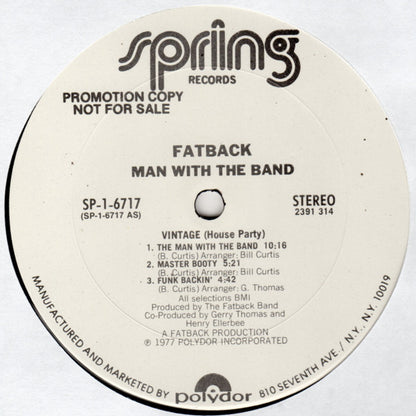 spring
RECORDS
PROMOTION COPY
NOT FOR SALE
FATBACK
MAN WITH THE BAND
SP-1-6717
(SP-1-6717 AS)
STEREO
2391 314
VINTAGE (House Party)
1. THE MAN WITH THE BAND 10:16
(B. Curtis) Arranger: Bill Curtis
2. MASTER BOOTY 5:21
(B. Curtis) Arranger: Bill Curtis
3. FUNK BACKIN' 4:42
(B. Curtis) Arranger: G. Thomas
All selections BMI
Produced by The Fatback Band
Co-Produced by Gerry Thomas and
Henry Ellerbee
A FATBACK PRODUCTION
℗ 1977 POLYDOR INCORPORATED
MANUFACTURED AND MARKETED BY polydor 810 SEVENTH AVE / N.Y., N.Y. 10019